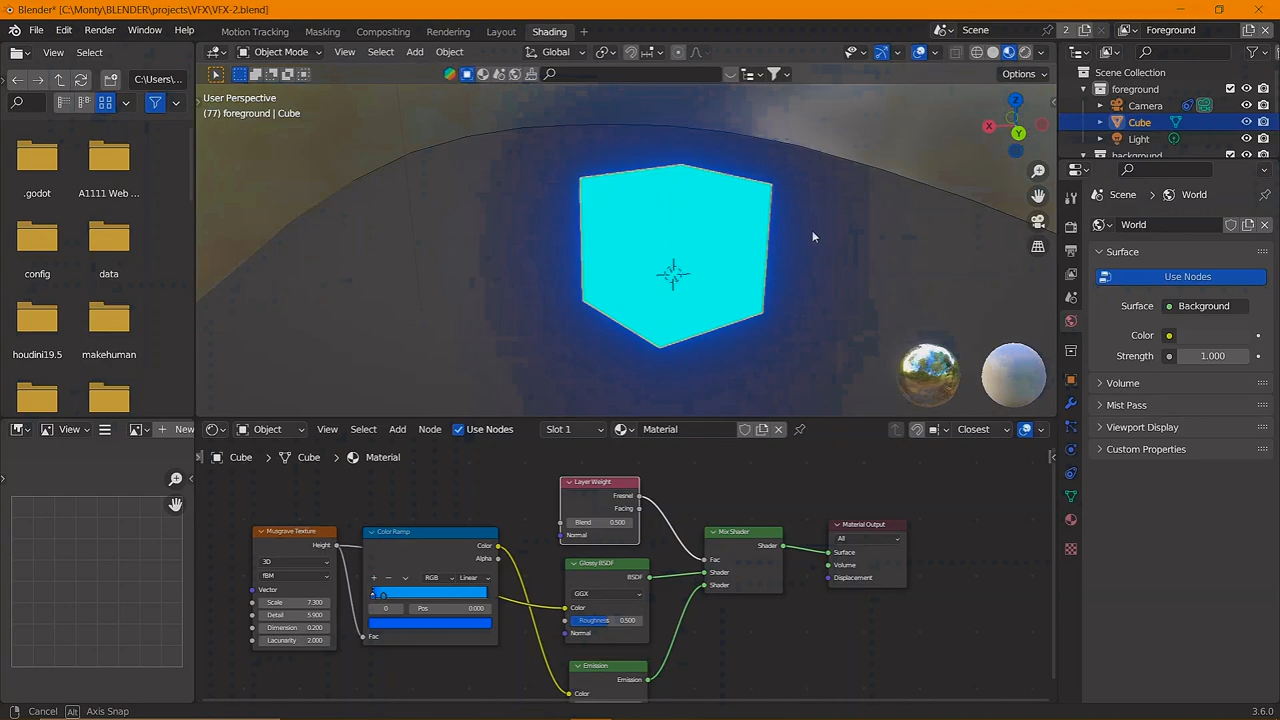 Blender* [C:\Monty\BLENDER\projects\VFX\VFX-2.blend]
File Edit Render Window Help Motion Tracking Masking Compositing Rendering Layout Shading Scene 2 Foreground
View Select Object Mode View Select Add Object Global
C:\Users\... Options
User Perspective
(77) foreground | Cube
Scene Collection
foreground
Camera
Cube
Light
background
.godot A1111 Web ...
config data
houdini19.5 makehuman
X Y Z
Scene World
World
Surface
Use Nodes
Surface Background
Color
Strength 1.000
Volume
Mist Pass
Viewport Display
Custom Properties
View New Object View Select Add Node Use Nodes Slot 1 Material Closest
Cube Cube Material
Musgrave Texture
Height
3D
fBM
Vector
Scale 7.300
Detail 5.900
Dimension 0.200
Lacunarity 2.000
Color Ramp
Color
Alpha
RGB Linear
0 Pos 0.000
Fac
Layer Weight
Fresnel
Facing
Blend 0.500
Normal
Glossy BSDF
BSDF
GGX
Color
Roughness 0.500
Normal
Emission
Emission
Color
Mix Shader
Shader
Fac
Shader
Shader
Material Output
All
Surface
Volume
Displacement
Cancel Alt Axis Snap 3.6.0